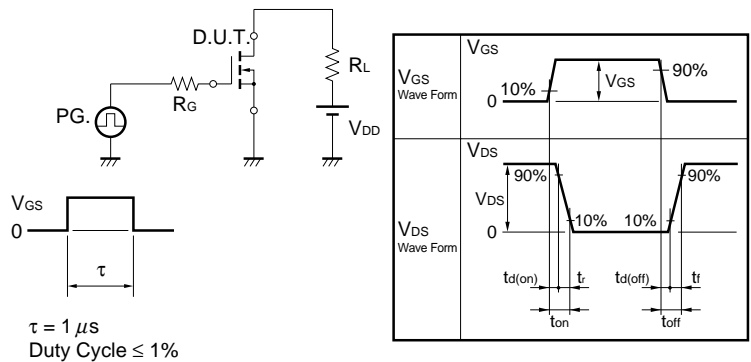 D.U.T.
RL
RG
PG.
VDD
VGS
0
τ
τ = 1 μs
Duty Cycle ≤ 1%
VGS
Wave Form
VGS
10%
VGS
90%
0
VDS
Wave Form
VDS
90%
90%
VDS
10%
10%
0
td(on)
tr
td(off)
tf
ton
toff